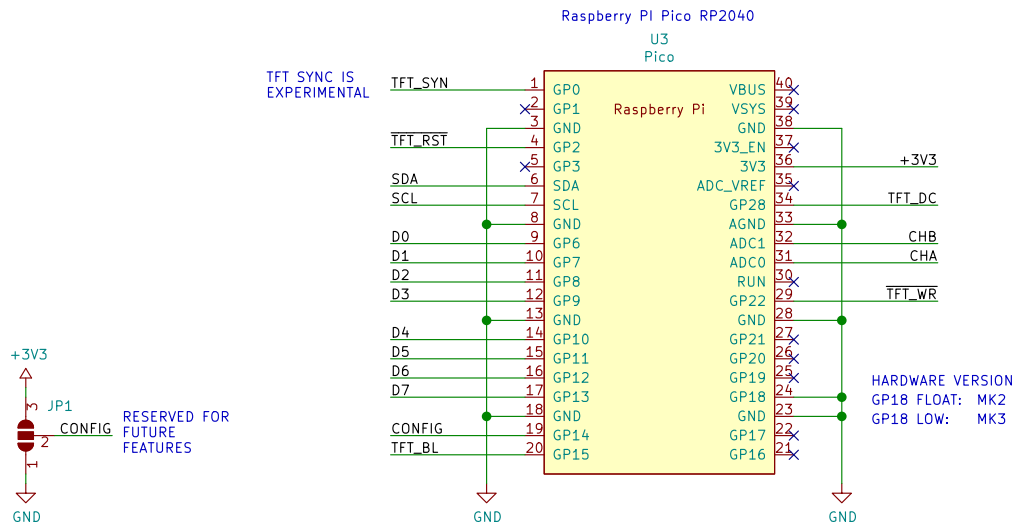 Raspberry PI Pico RP2040
U3
Pico
TFT SYNC IS
EXPERIMENTAL
Raspberry Pi
TFT_SYN 1 GP0 VBUS 40
2 GP1 VSYS 39
3 GND GND 38
TFT_RST 4 GP2 3V3_EN 37
5 GP3 3V3 36 +3V3
SDA 6 SDA ADC_VREF 35
SCL 7 SCL GP28 34 TFT_DC
8 GND AGND 33
D0 9 GP6 ADC1 32 CHB
D1 10 GP7 ADC0 31 CHA
D2 11 GP8 RUN 30
D3 12 GP9 GP22 29 TFT_WR
13 GND GND 28
D4 14 GP10 GP21 27
D5 15 GP11 GP20 26
D6 16 GP12 GP19 25
D7 17 GP13 GP18 24
18 GND GND 23
CONFIG 19 GP14 GP17 22
TFT_BL 20 GP15 GP16 21
GND
GND
HARDWARE VERSION
GP18 FLOAT: MK2
GP18 LOW: MK3
+3V3
3 JP1
CONFIG
2
1
GND
RESERVED FOR
FUTURE
FEATURES